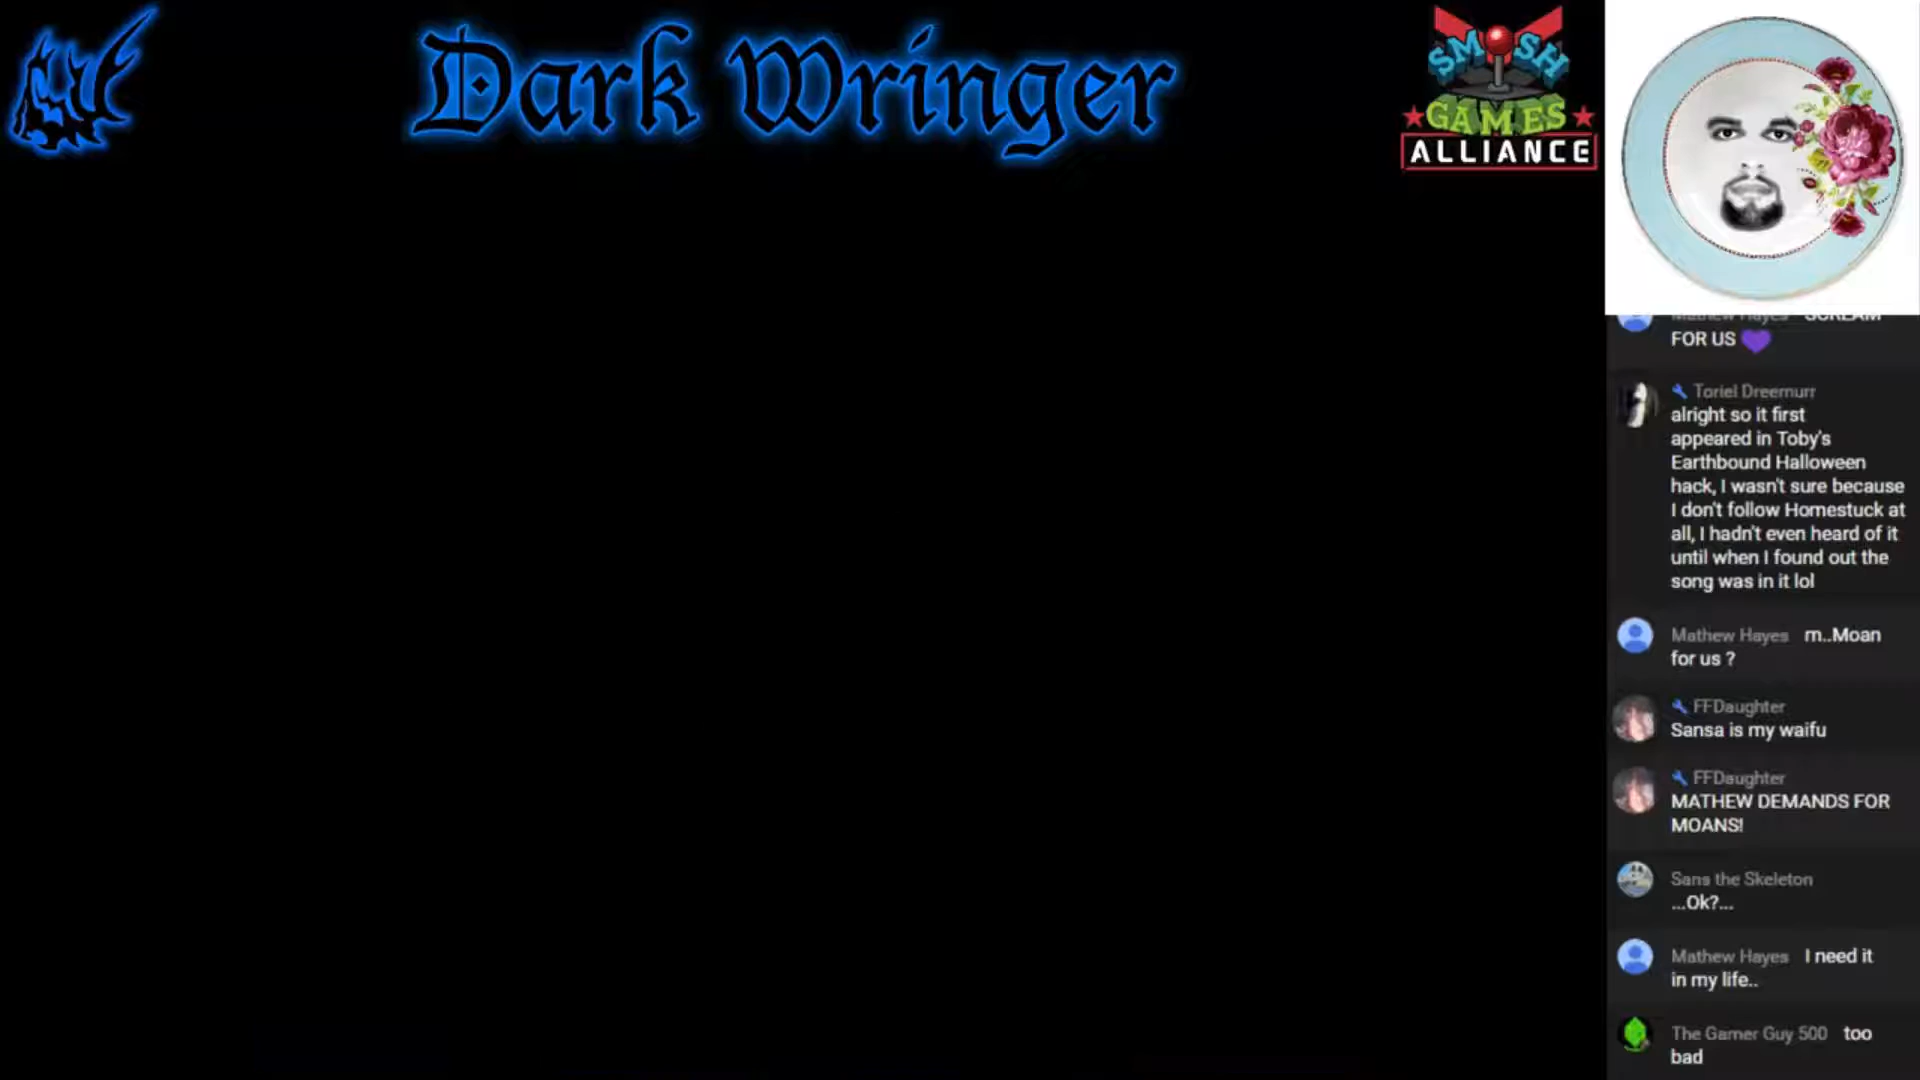 Dark Wringer
SMASH
GAMES
ALLIANCE
Mathew Hayes SCREAM
FOR US
Toriel Dreemurr
alright so it first
appeared in Toby's
Earthbound Halloween
hack, I wasn't sure because
I don't follow Homestuck at
all, I hadn't even heard of it
until when I found out the
song was in it lol
Mathew Hayes m..Moan
for us ?
FFDaughter
Sansa is my waifu
FFDaughter
MATHEW DEMANDS FOR
MOANS!
Sans the Skeleton
...Ok?...
Mathew Hayes I need it
in my life..
The Gamer Guy 500 too
bad